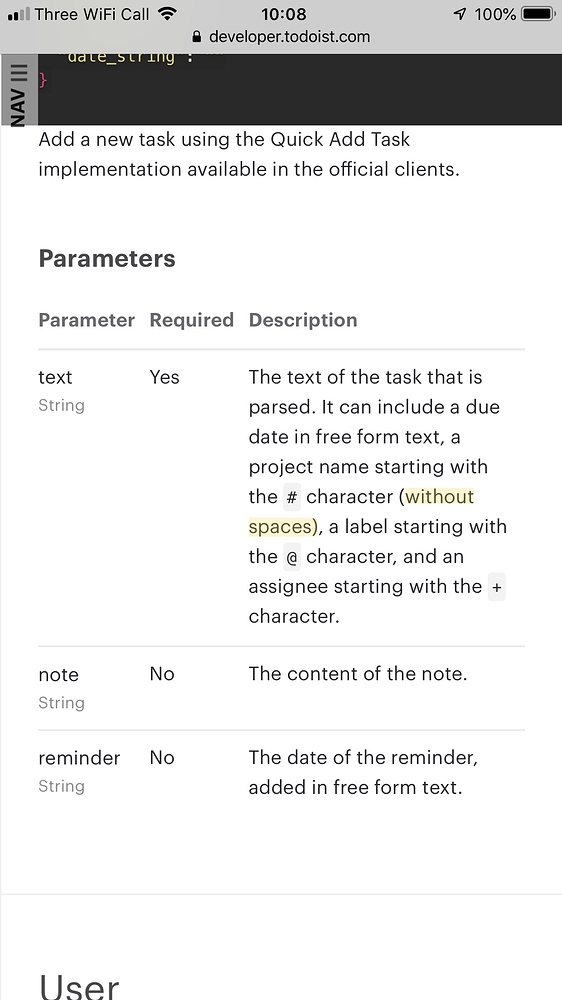 Three WiFi Call 10:08 100%
developer.todoist.com
"date_string":
}
NAV
Add a new task using the Quick Add Task
implementation available in the official clients.
Parameters
Parameter Required Description
text Yes The text of the task that is
String parsed. It can include a due
date in free form text, a
project name starting with
the # character (without
spaces), a label starting with
the @ character, and an
assignee starting with the +
character.
note No The content of the note.
String
reminder No The date of the reminder,
String added in free form text.
User